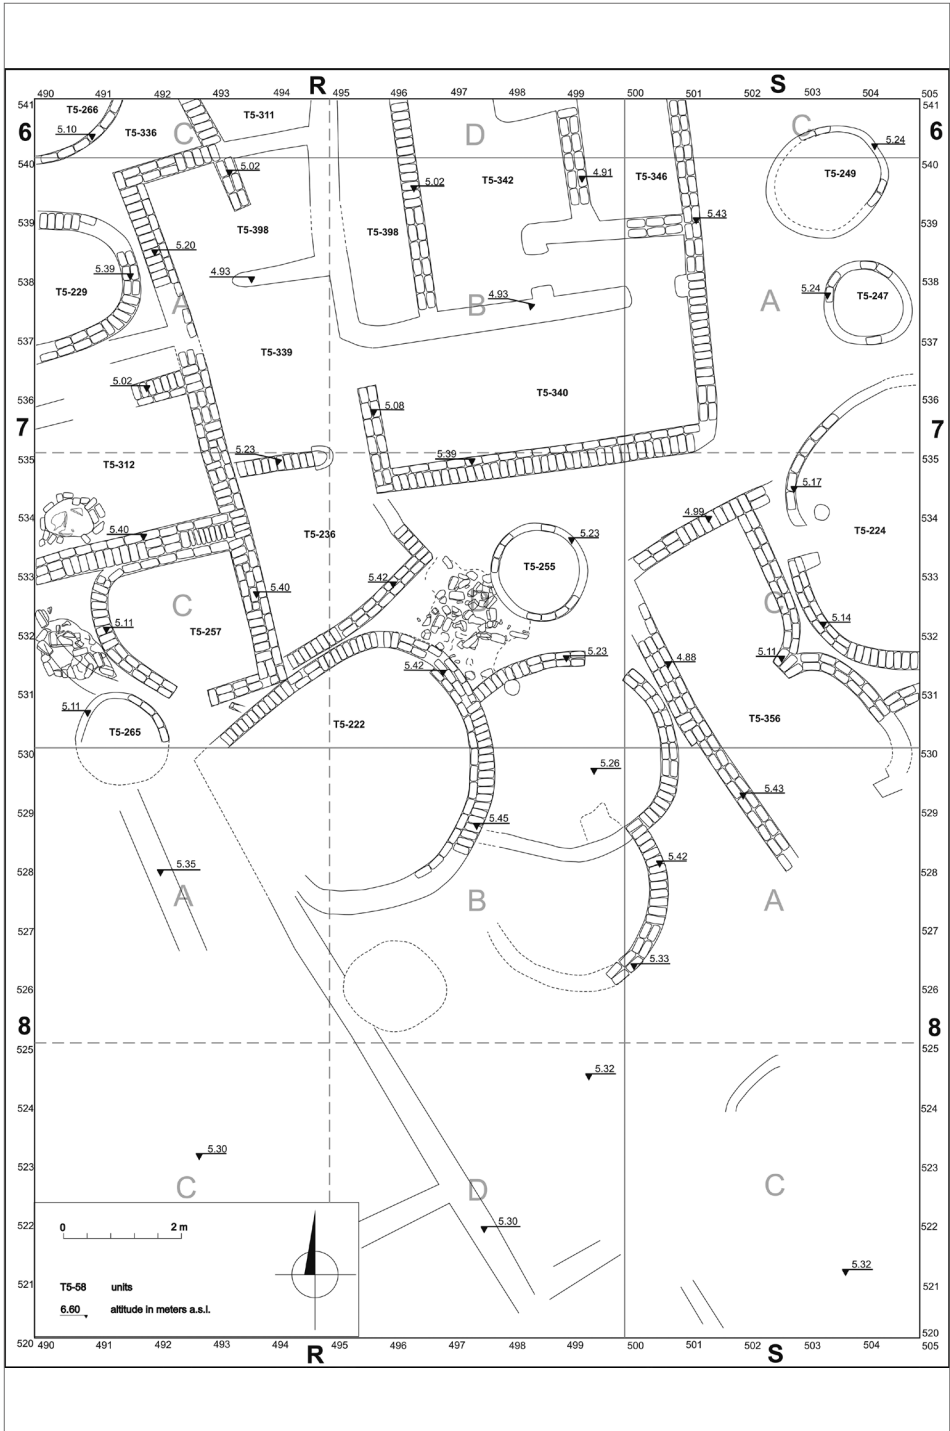 R S
490 491 492 493 494 495 496 497 498 499 500 501 502 503 504 505
541 541
T5-266 T5-311
6 5.10 T5-336 C D C 6
5.24
540 540
5.02 5.02 T5-342 4.91 T5-346 T5-249
539 T5-398 T5-398 5.43 539
5.20
5.39
4.93
538 T5-229 A 4.93 B A 5.24 T5-247 538
537 T5-339 537
5.02
536 5.08 T5-340 536
7 7
5.23 5.39
535 T5-312 535
5.17
534 5.40 T5-236 5.23 4.99 T5-224 534
T5-255
533 5.42 533
C 5.40 C
5.11 T5-257 5.14
532 532
5.42 5.23 4.88 5.11
531 5.11 531
T5-265 T5-222 T5-356
530 530
5.26
5.43
529 529
5.45
5.35 5.42
528 528
A B A
527 527
5.33
526 526
8 8
525 525
5.32
524 524
523 5.30 523
C D C
522 0 2 m 5.30 522
5.32
521 T5-58 units 521
6.60 altitude in meters a.s.l.
520 520
490 491 492 493 494 495 496 497 498 499 500 501 502 503 504 505
R S